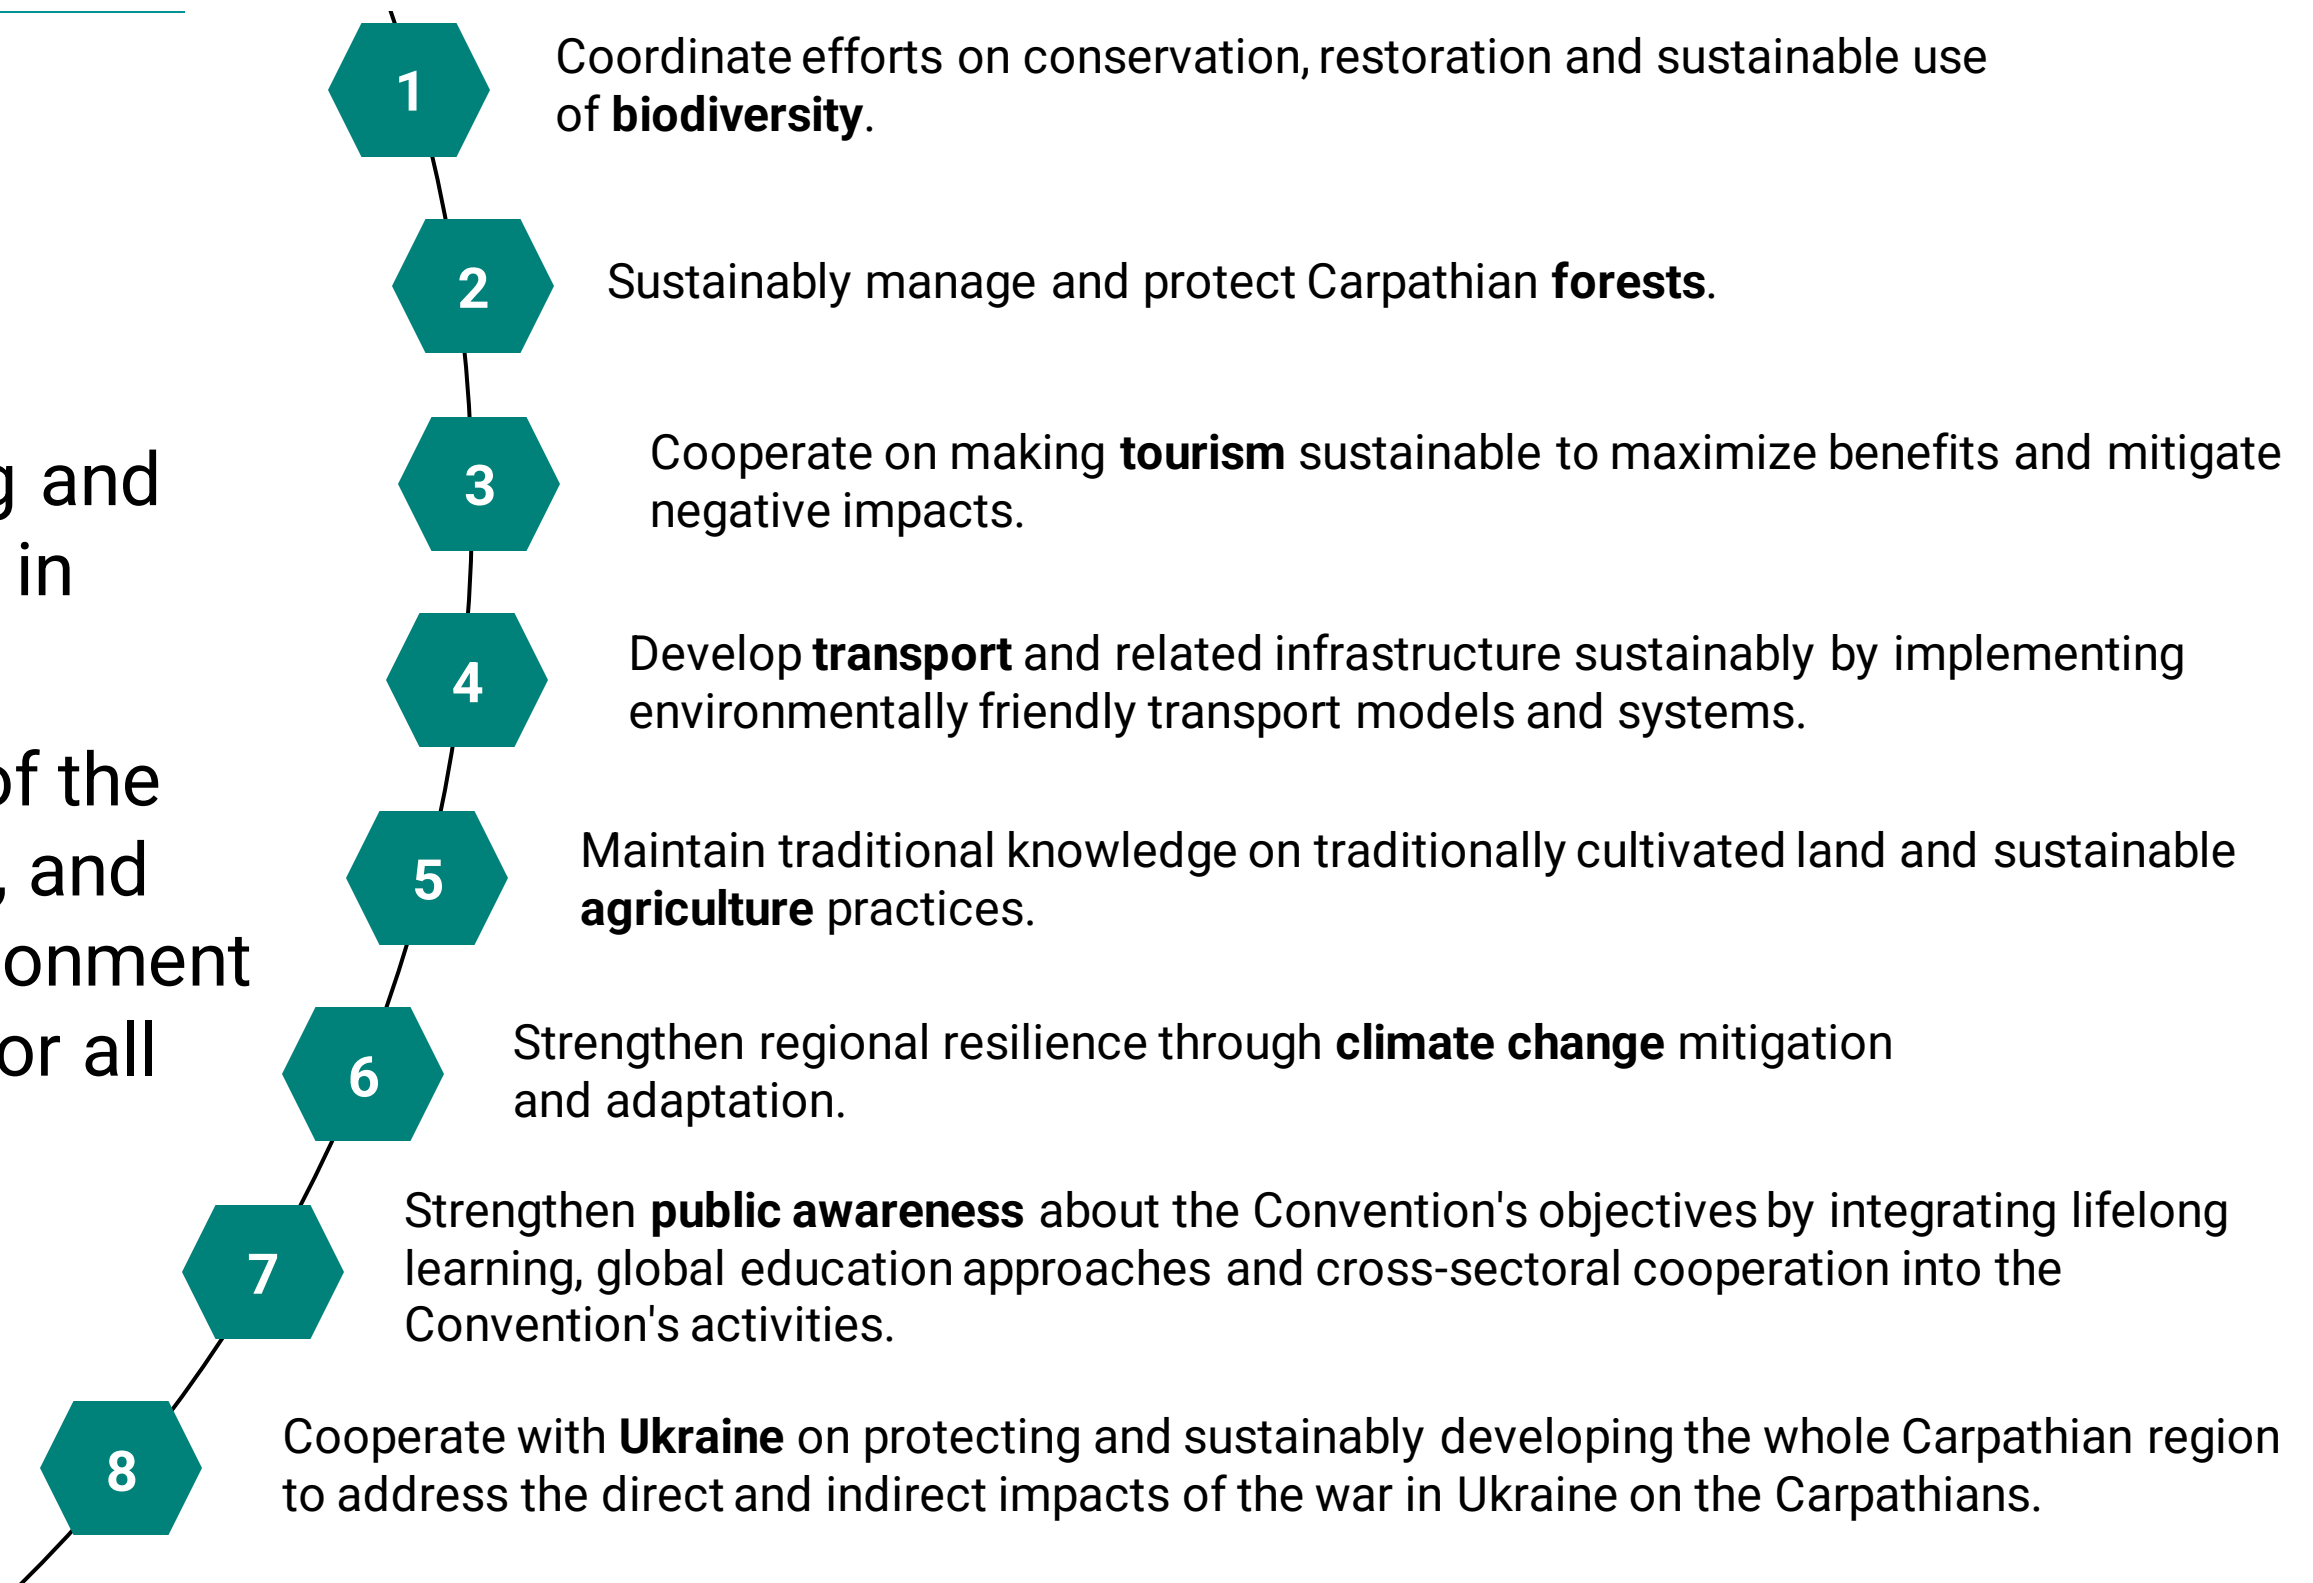 1
Coordinate efforts on conservation, restoration and sustainable use
of biodiversity.
2
Sustainably manage and protect Carpathian forests.
3
Cooperate on making tourism sustainable to maximize benefits and mitigate
negative impacts.
4
Develop transport and related infrastructure sustainably by implementing
environmentally friendly transport models and systems.
5
Maintain traditional knowledge on traditionally cultivated land and sustainable
agriculture practices.
6
Strengthen regional resilience through climate change mitigation
and adaptation.
7
Strengthen public awareness about the Convention's objectives by integrating lifelong
learning, global education approaches and cross-sectoral cooperation into the
Convention's activities.
8
Cooperate with Ukraine on protecting and sustainably developing the whole Carpathian region
to address the direct and indirect impacts of the war in Ukraine on the Carpathians.
and
in
of the
, and
onment
or all